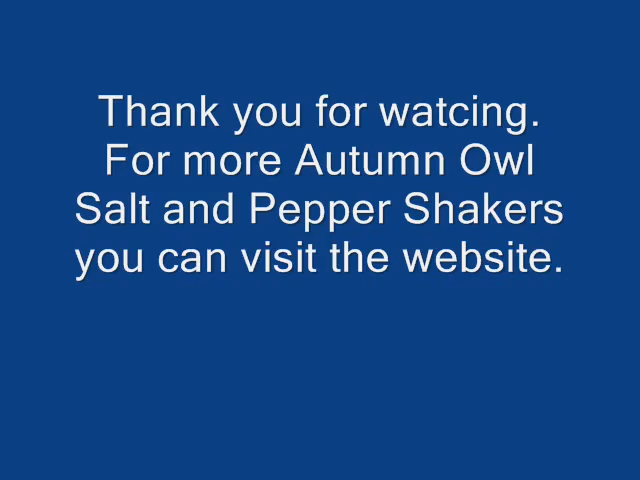 Thank you for watcing.
For more Autumn Owl
Salt and Pepper Shakers
you can visit the website.